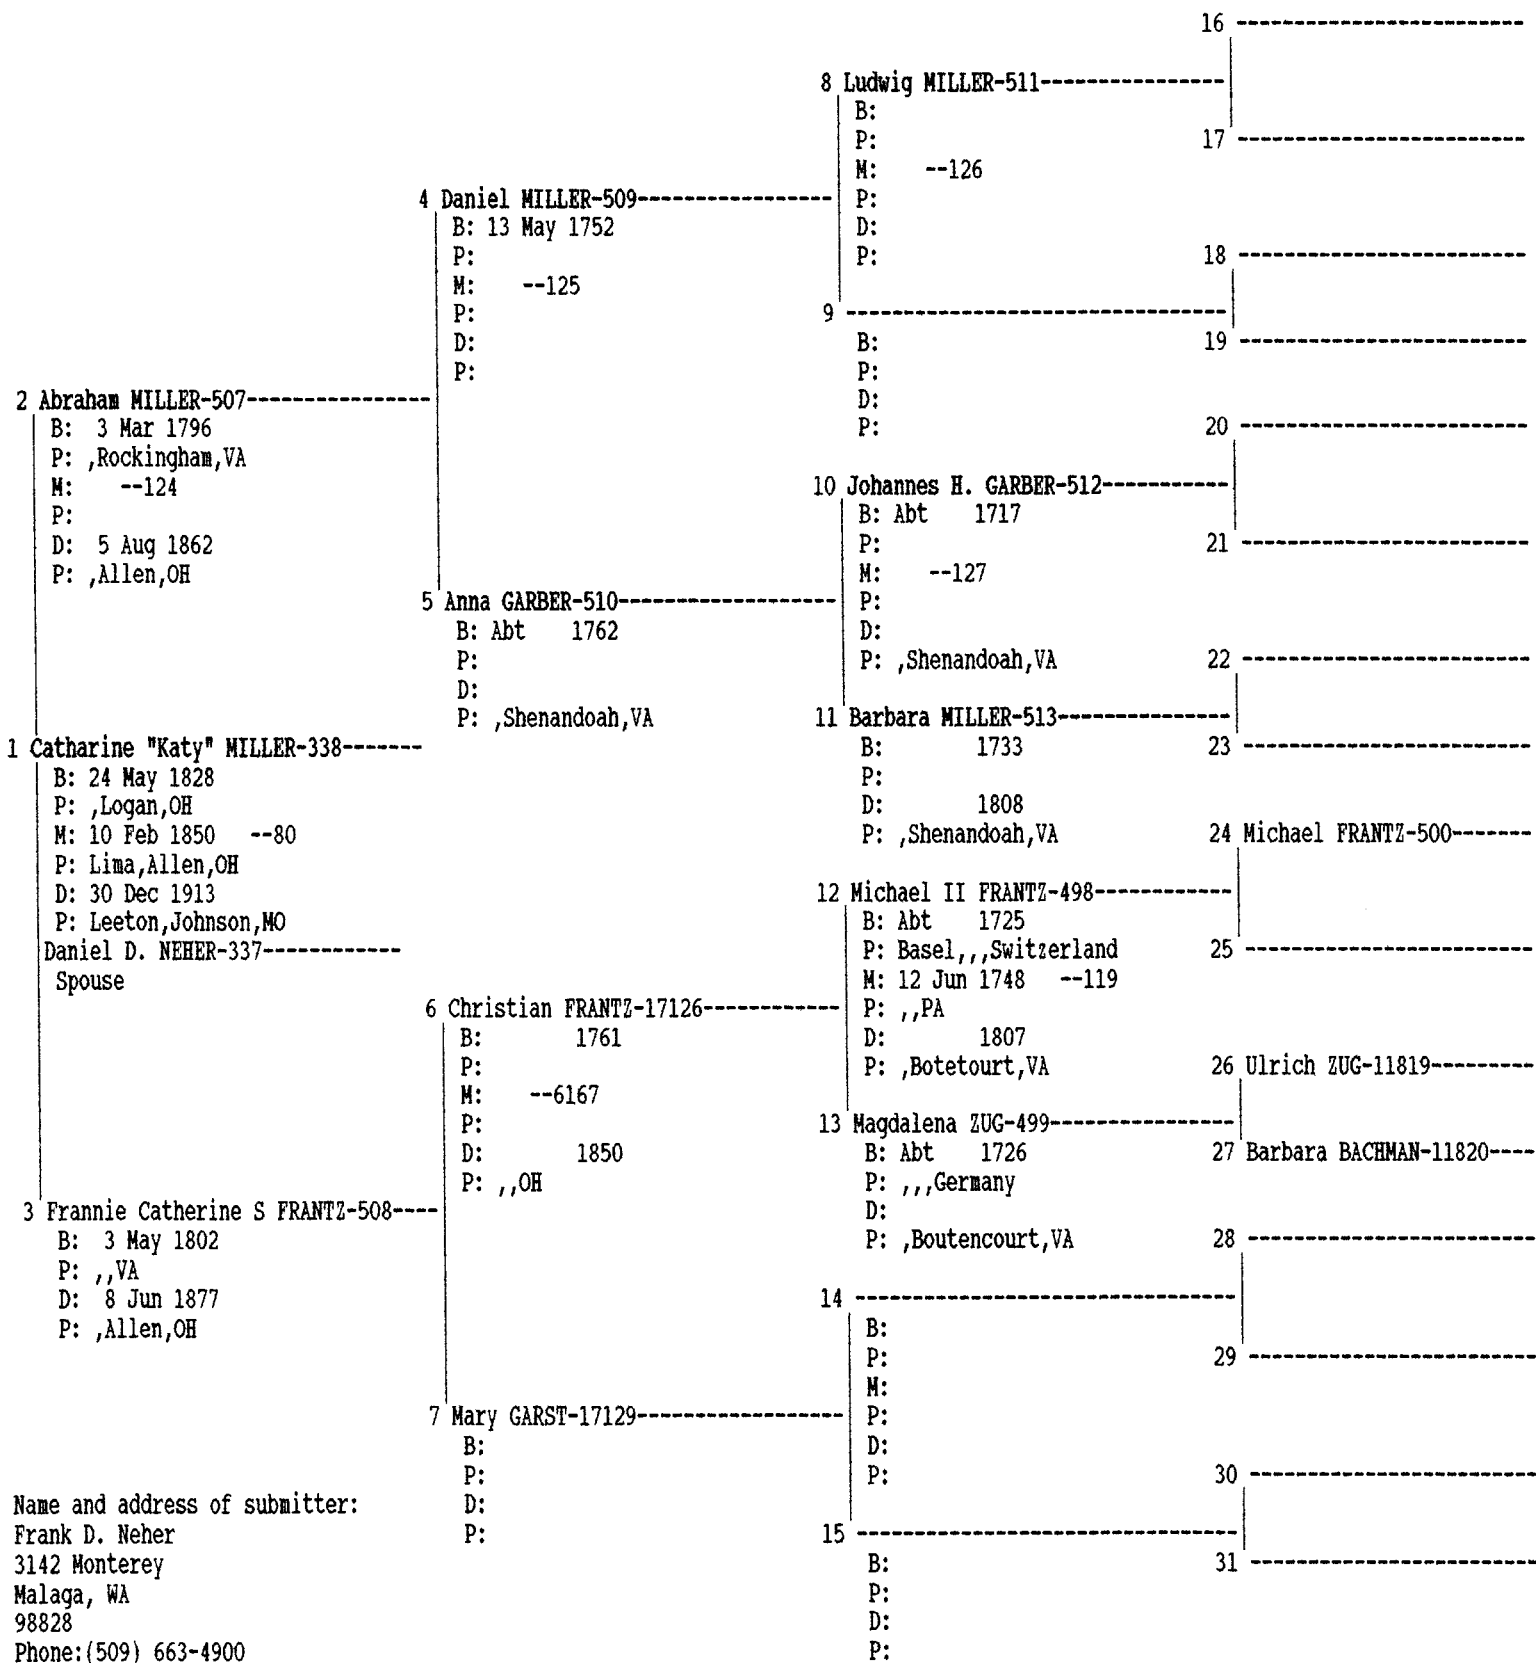 16 -------------------------
8 Ludwig MILLER-511----------------
B:
P:
17 -------------------------
M: --126
4 Daniel MILLER-509-----------------
P:
B: 13 May 1752
D:
P:
P:
18 -------------------------
M: --125
P:
9 ---------------------------------
D:
B:
19 -------------------------
P:
P:
2 Abraham MILLER-507----------------
D:
B: 3 Mar 1796
P:
20 -------------------------
P: ,Rockingham,VA
M: --124
10 Johannes H. GARBER-512-----------
P:
B: Abt 1717
D: 5 Aug 1862
P:
21 -------------------------
P: ,Allen,OH
M: --127
5 Anna GARBER-510-------------------
P:
B: Abt 1762
D:
P:
P: ,Shenandoah,VA
22 -------------------------
D:
P: ,Shenandoah,VA
11 Barbara MILLER-513---------------
1 Catharine "Katy" MILLER-338-------
B: 1733
23 -------------------------
B: 24 May 1828
P:
P: ,Logan,OH
D: 1808
M: 10 Feb 1850 --80
P: ,Shenandoah,VA
24 Michael FRANTZ-500-------
P: Lima,Allen,OH
D: 30 Dec 1913
12 Michael II FRANTZ-498------------
P: Leeton,Johnson,MO
B: Abt 1725
Daniel D. NEHER-337------------
P: Basel,,,Switzerland
25 -------------------------
Spouse
M: 12 Jun 1748 --119
6 Christian FRANTZ-17126------------
P: ,,PA
B: 1761
D: 1807
P:
P: ,Botetourt,VA
26 Ulrich ZUG-11819---------
M: --6167
P:
13 Magdalena ZUG-499----------------
D: 1850
B: Abt 1726
27 Barbara BACHMAN-11820----
P: ,,OH
P: ,,,Germany
3 Frannie Catherine S FRANTZ-508----
D:
B: 3 May 1802
P: ,Boutencourt,VA
28 -------------------------
P: ,,VA
D: 8 Jun 1877
14 ---------------------------------
P: ,Allen,OH
B:
P:
29 -------------------------
M:
7 Mary GARST-17129------------------
P:
B:
D:
P:
P:
30 -------------------------
D:
P:
15 ---------------------------------
B:
31 -------------------------
P:
D:
P:
Name and address of submitter:
Frank D. Neher
3142 Monterey
Malaga, WA
98828
Phone:(509) 663-4900